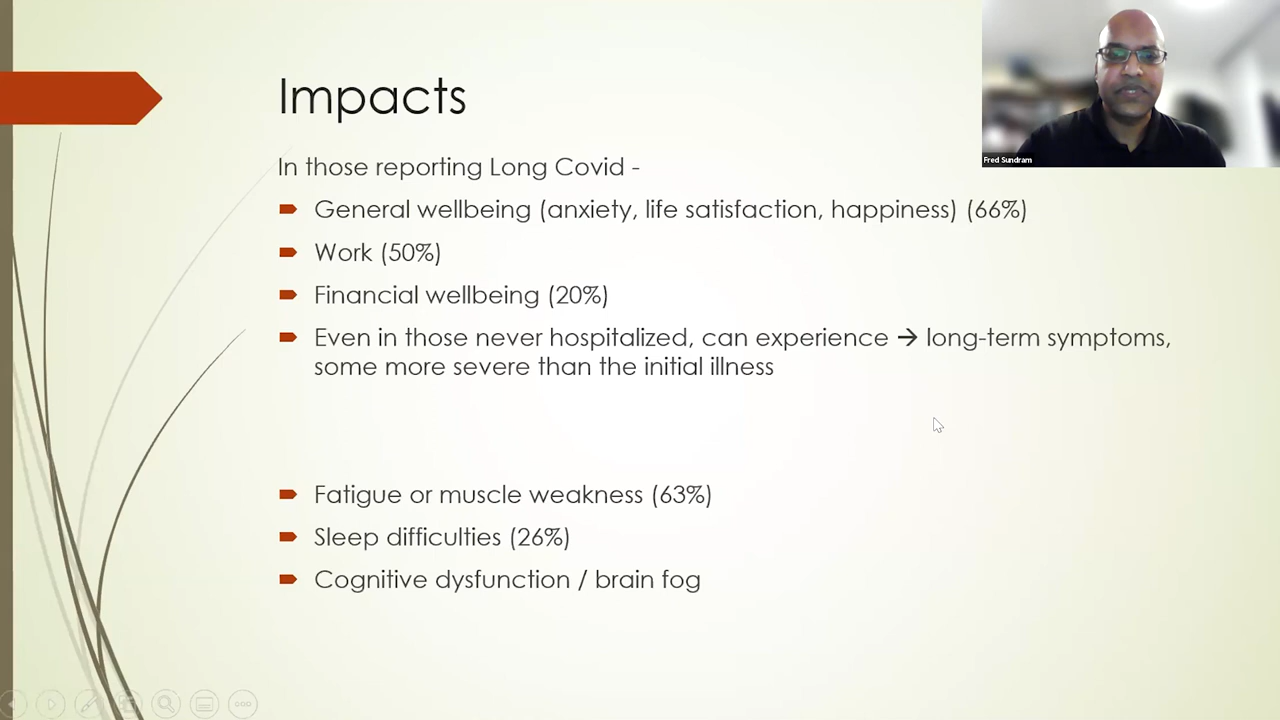 Impacts
Fred Sundram
In those reporting Long Covid -
General wellbeing (anxiety, life satisfaction, happiness) (66%)
Work (50%)
Financial wellbeing (20%)
Even in those never hospitalized, can experience → long-term symptoms,
some more severe than the initial illness
Fatigue or muscle weakness (63%)
Sleep difficulties (26%)
Cognitive dysfunction / brain fog